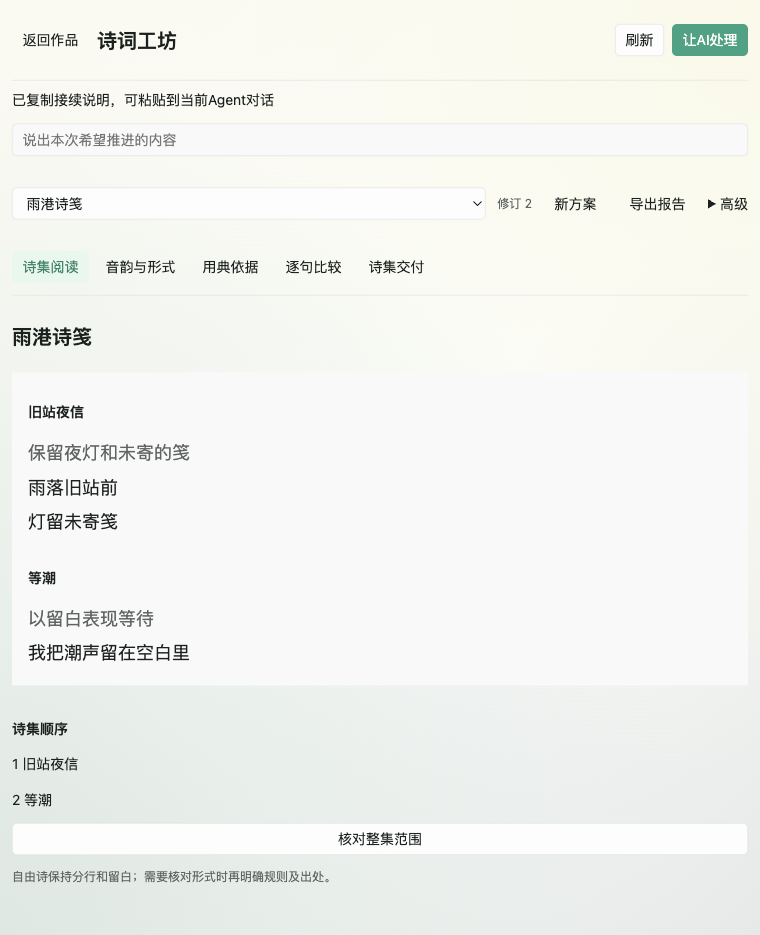 返回作品 诗词工坊 刷新 让AI处理
已复制接续说明，可粘贴到当前Agent对话
说出本次希望推进的内容
雨港诗笺 修订 2 新方案 导出报告 ▶ 高级
诗集阅读 音韵与形式 用典依据 逐句比较 诗集交付
雨港诗笺
旧站夜信
保留夜灯和未寄的笺
雨落旧站前
灯留未寄笺
等潮
以留白表现等待
我把潮声留在空白里
诗集顺序
1 旧站夜信
2 等潮
核对整集范围
自由诗保持分行和留白；需要核对形式时再明确规则及出处。